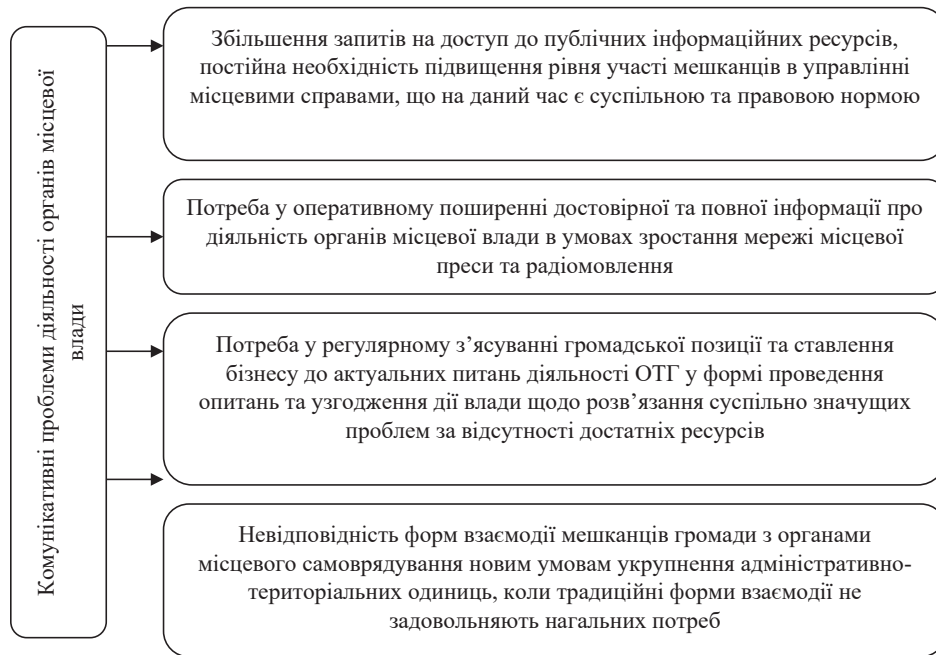 Комунікативні проблеми діяльності органів місцевої
влади
Збільшення запитів на доступ до публічних інформаційних ресурсів,
постійна необхідність підвищення рівня участі мешканців в управлінні
місцевими справами, що на даний час є суспільною та правовою нормою
Потреба у оперативному поширенні достовірної та повної інформації про
діяльність органів місцевої влади в умовах зростання мережі місцевої
преси та радіомовлення
Потреба у регулярному з’ясуванні громадської позиції та ставлення
бізнесу до актуальних питань діяльності ОТГ у формі проведення
опитань та узгодження дії влади щодо розв’язання суспільно значущих
проблем за відсутності достатніх ресурсів
Невідповідність форм взаємодії мешканців громади з органами
місцевого самоврядування новим умовам укрупнення адміністративно-
територіальних одиниць, коли традиційні форми взаємодії не
задовольняють нагальних потреб